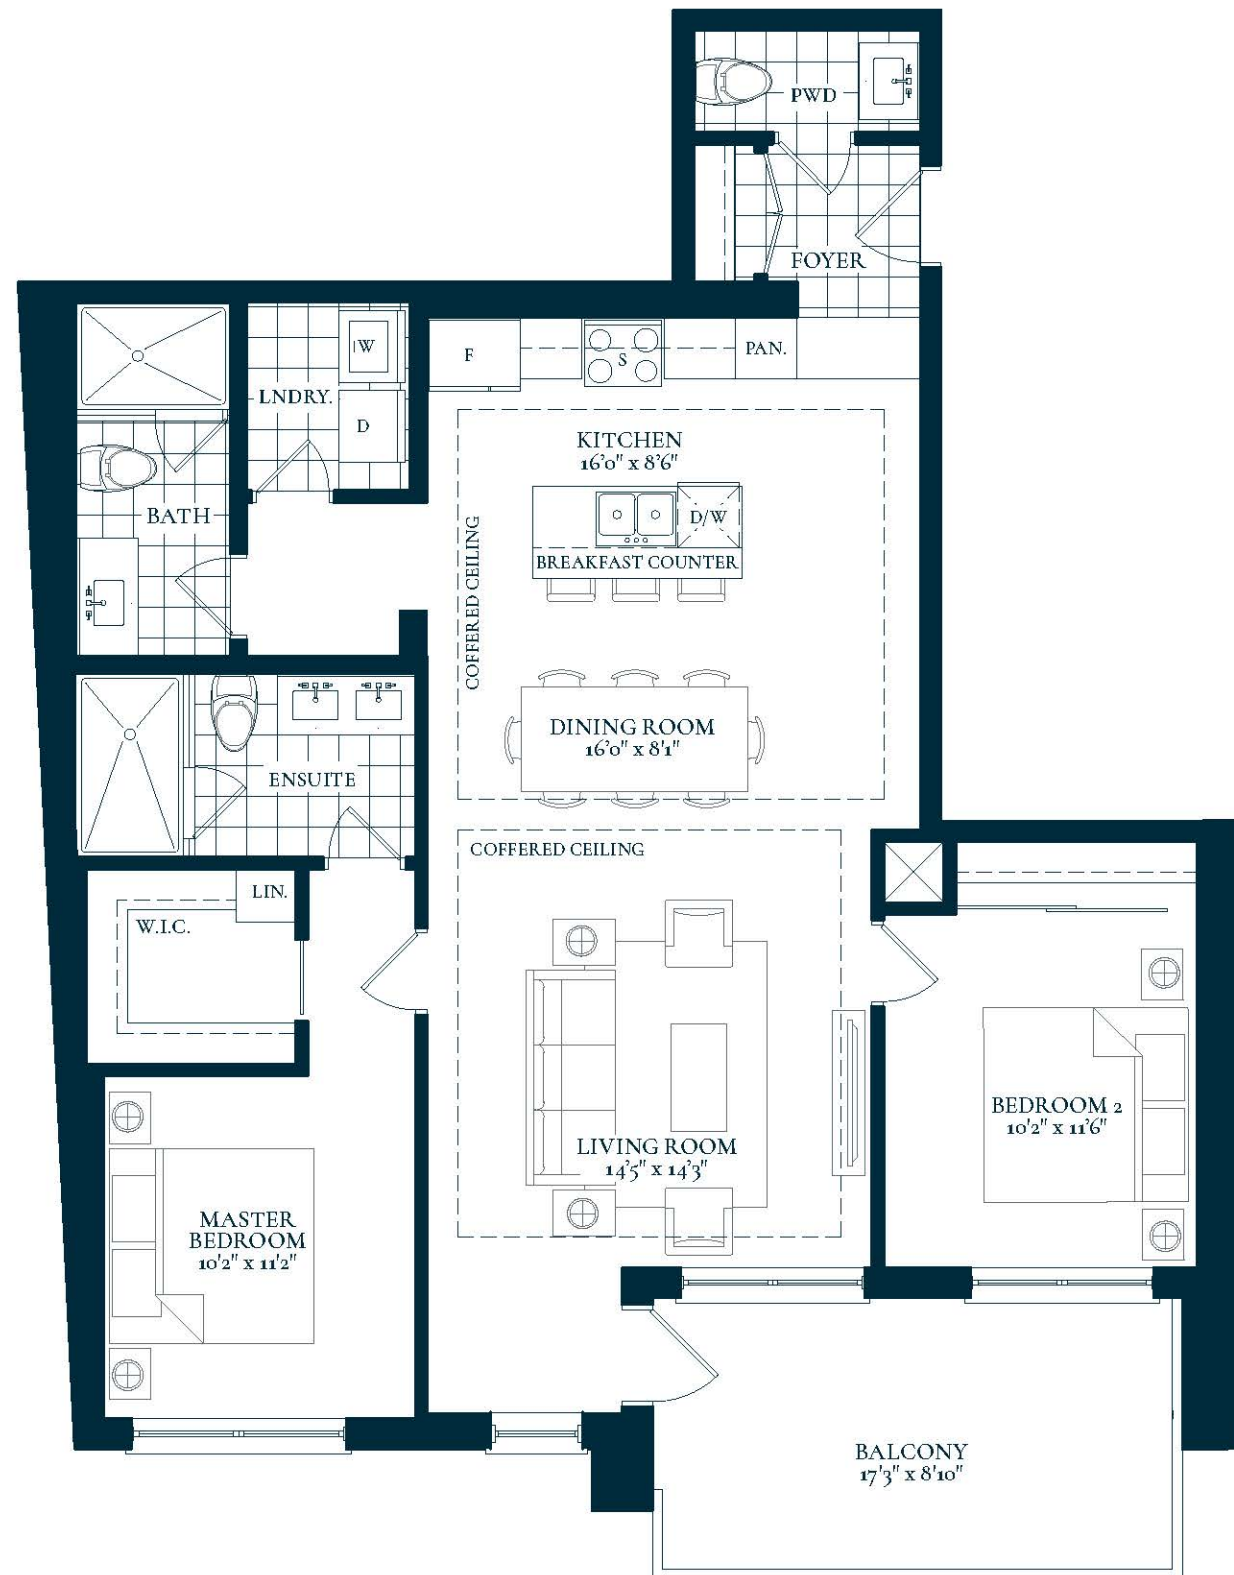 PWD
FOYER
W
F
S
PAN.
LNDRY.
D
KITCHEN
16'0" x 8'6"
BATH
D/W
BREAKFAST COUNTER
COFFERED CEILING
DINING ROOM
16'0" x 8'1"
ENSUITE
COFFERED CEILING
LIN.
W.I.C.
BEDROOM 2
10'2" x 11'6"
LIVING ROOM
14'5" x 14'3"
MASTER
BEDROOM
10'2" x 11'2"
BALCONY
17'3" x 8'10"